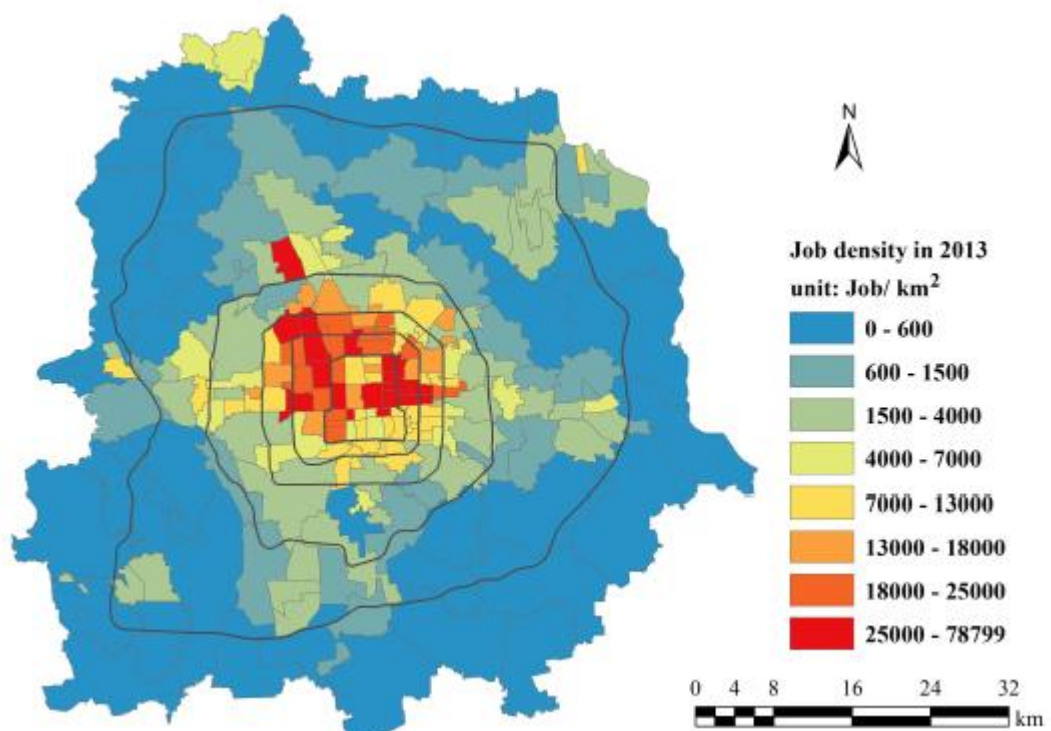 N
Job density in 2013
unit: Job/ km²
0 - 600
600 - 1500
1500 - 4000
4000 - 7000
7000 - 13000
13000 - 18000
18000 - 25000
25000 - 78799
0 4 8 16 24 32
km